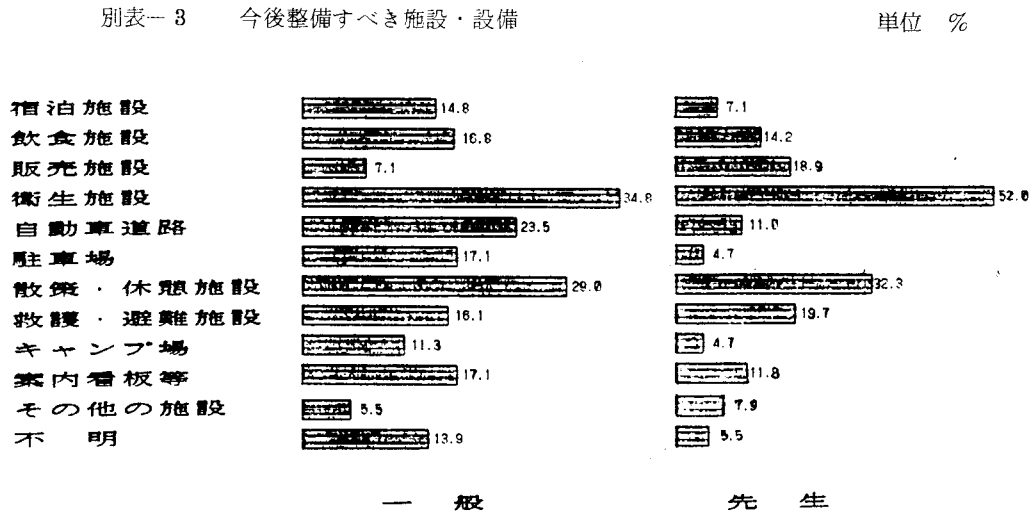 別表－3 今後整備すべき施設・設備 単位 %
宿泊施設 14.8 7.1
飲食施設 16.8 14.2
販売施設 7.1 18.9
衛生施設 34.8 52.0
自動車道路 23.5 11.0
駐車場 17.1 4.7
散策・休憩施設 29.0 32.3
救護・避難施設 16.1 19.7
キャンプ場 11.3 4.7
案内看板等 17.1 11.8
その他の施設 5.5 7.9
不明 13.9 5.5
一般 先生